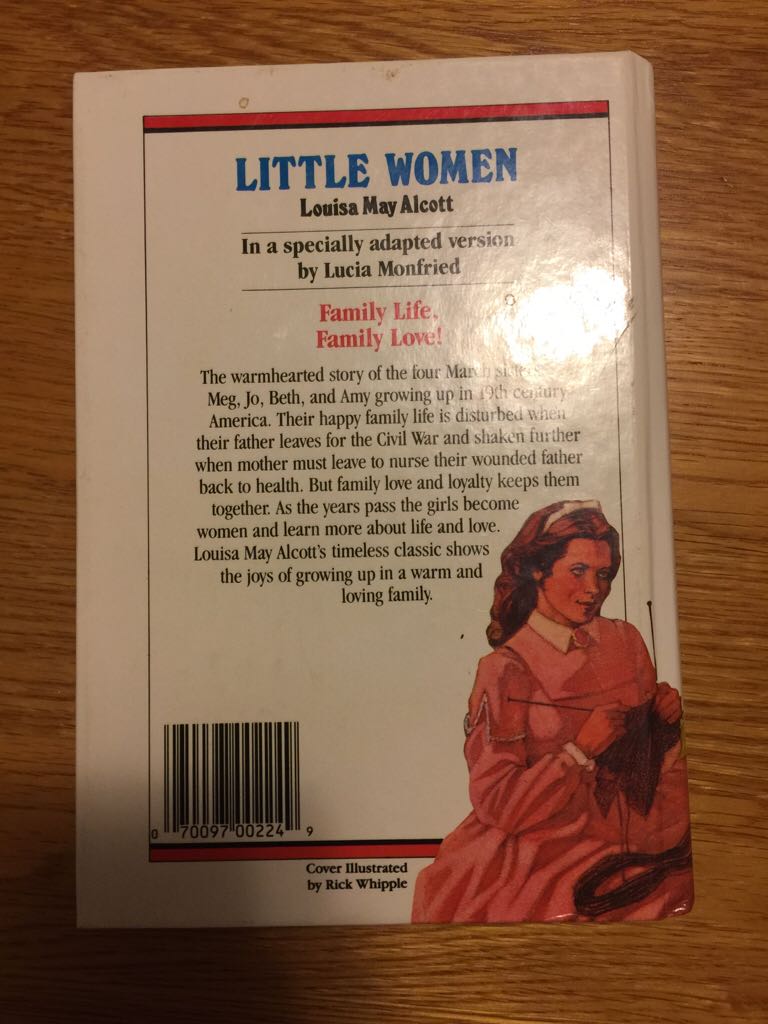 LITTLE WOMEN
Louisa May Alcott
In a specially adapted version
by Lucia Monfried
Family Life,
Family Love!
The warmhearted story of the four March sisters
Meg, Jo, Beth, and Amy growing up in 19th century
America. Their happy family life is disturbed when
their father leaves for the Civil War and shaken further
when mother must leave to nurse their wounded father
back to health. But family love and loyalty keeps them
together. As the years pass the girls become
women and learn more about life and love.
Louisa May Alcott's timeless classic shows
the joys of growing up in a warm and
loving family.
0 70097 00224 9
Cover Illustrated
by Rick Whipple